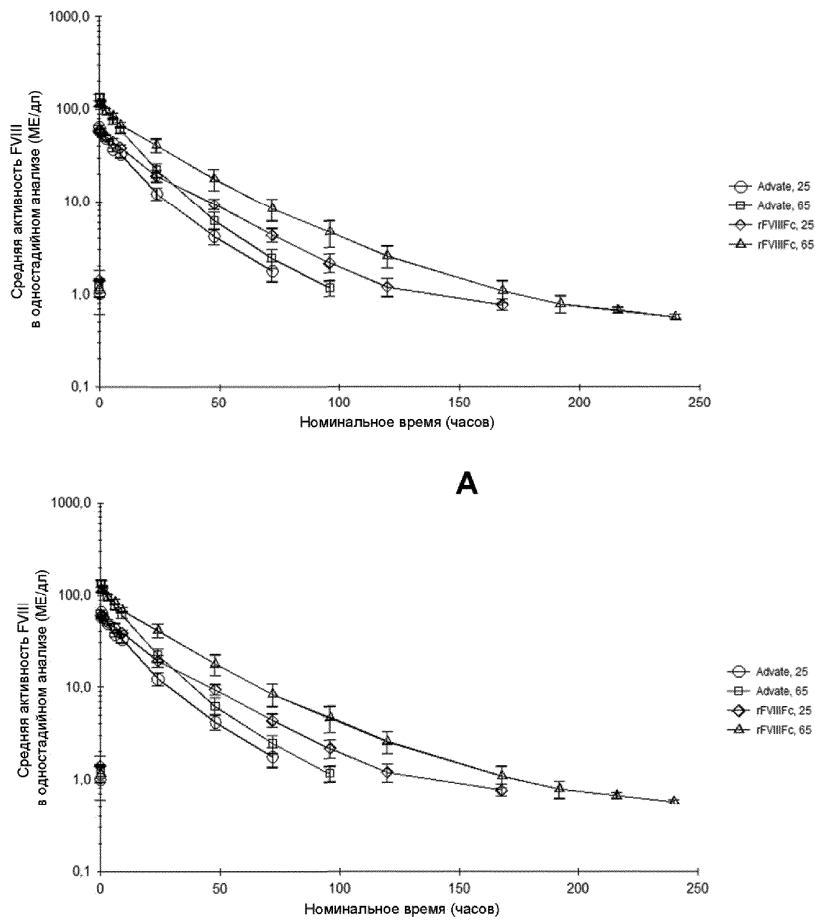 1000,0
100,0
10,0
1.0
0,1
Средняя активность FVIII
в одностадийном анализе (МЕ/дл)
0
50
100
150
200
250
Номинальное время (часов)
Advate, 25
Advate, 65
rFVIIIFc, 25
rFVIIIFc, 65
A
1000,0
100,0
10,0
1.0
0,1
Средняя активность FVIII
в одностадийном анализе (МЕ/дл)
0
50
100
150
200
250
Номинальное время (часов)
Advate, 25
Advate, 65
rFVIIIFc, 25
rFVIIIFc, 65